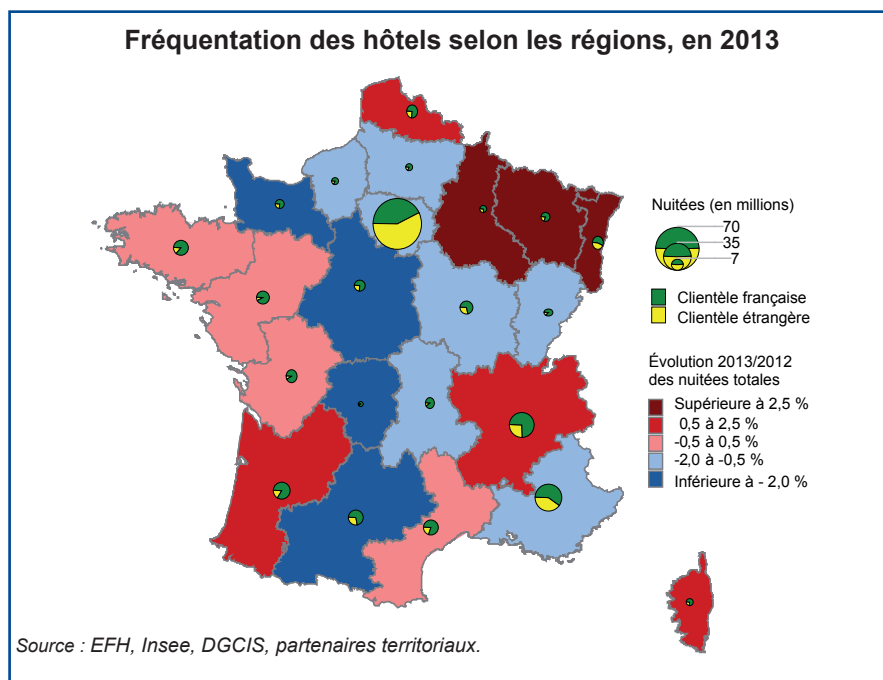 Fréquentation des hôtels selon les régions, en 2013
Nuitées (en millions)
70
35
7
Clientèle française
Clientèle étrangère
Évolution 2013/2012
des nuitées totales
Supérieure à 2,5 %
0,5 à 2,5 %
-0,5 à 0,5 %
-2,0 à -0,5 %
Inférieure à - 2,0 %
Source : EFH, Insee, DGCIS, partenaires territoriaux.